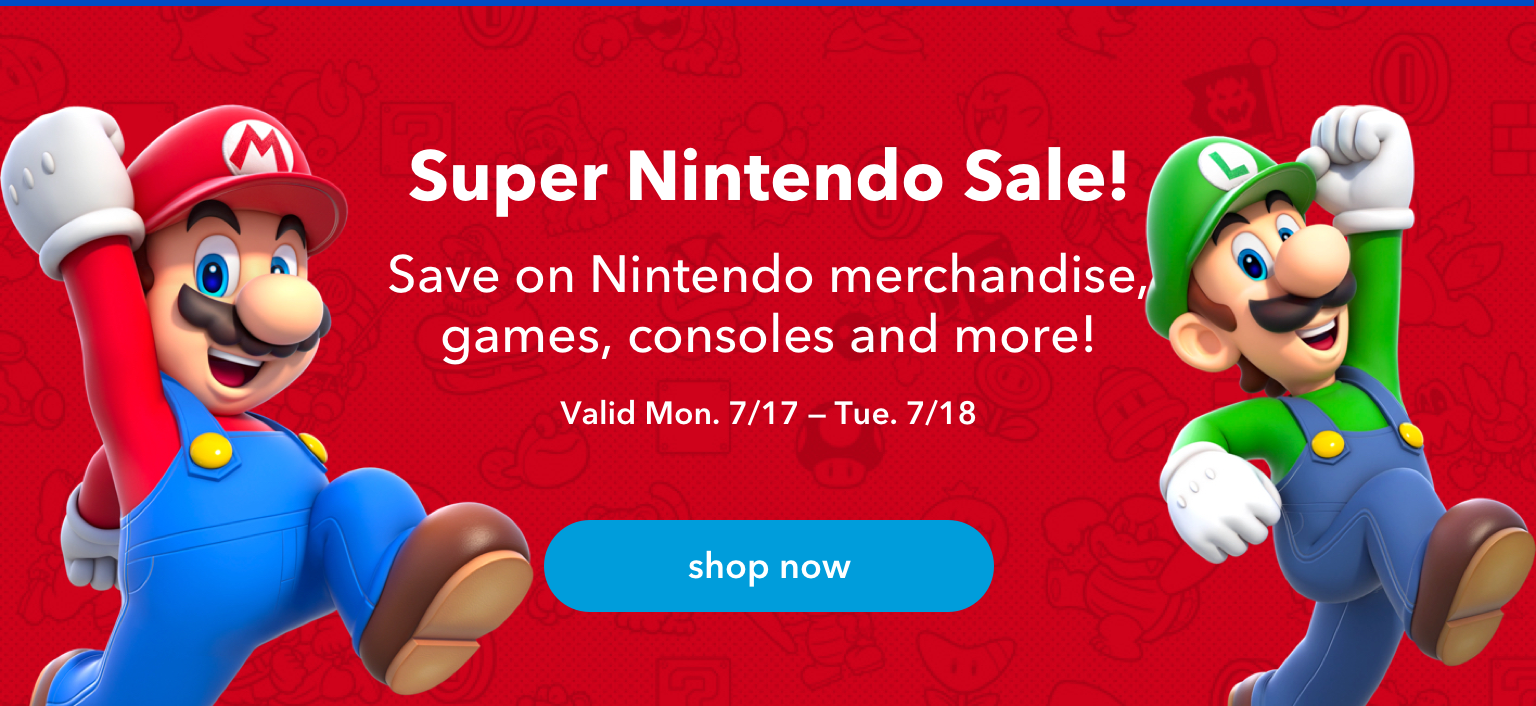 M
L
Super Nintendo Sale!
Save on Nintendo merchandise,
games, consoles and more!
Valid Mon. 7/17 – Tue. 7/18
shop now